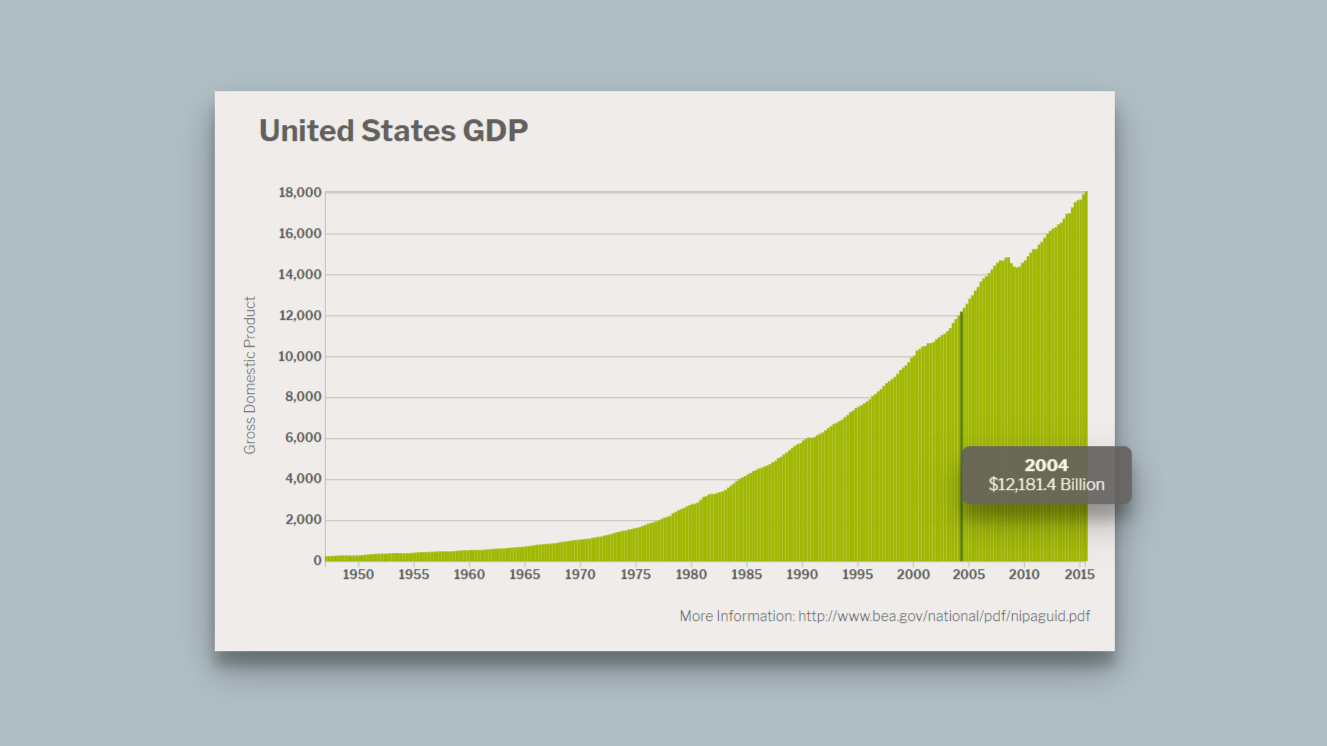 United States GDP
18,000
16,000
14,000
12,000
10,000
8,000
6,000
4,000
2,000
0
Gross Domestic Product
2004
$12,181.4 Billion
1950 1955 1960 1965 1970 1975 1980 1985 1990 1995 2000 2005 2010 2015
More Information: http://www.bea.gov/national/pdf/nipaguid.pdf